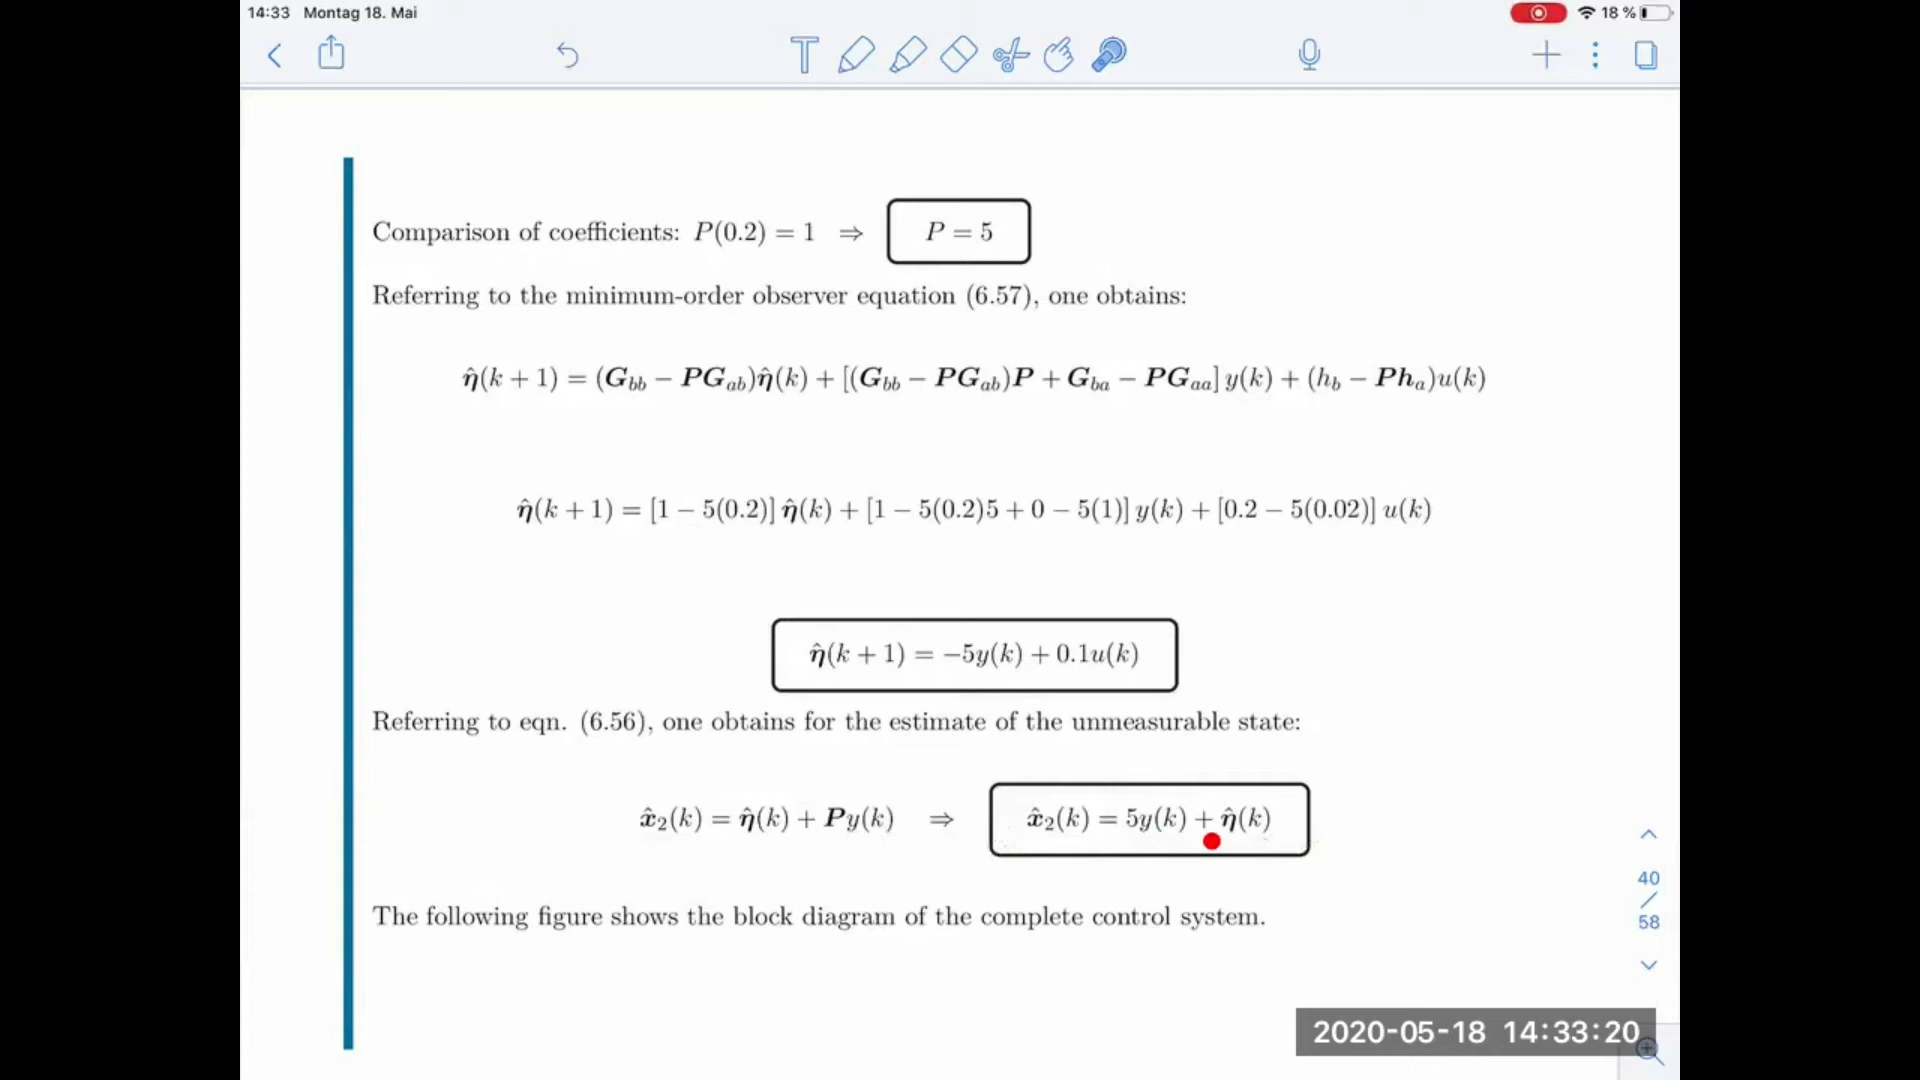 14:33 Montag 18. Mai
18 %
Comparison of coefficients: P(0.2) = 1 ⇒ P = 5
Referring to the minimum-order observer equation (6.57), one obtains:
η̂(k + 1) = (G_bb − PG_ab)η̂(k) + [(G_bb − PG_ab)P + G_ba − PG_aa] y(k) + (h_b − Ph_a)u(k)
η̂(k + 1) = [1 − 5(0.2)] η̂(k) + [1 − 5(0.2)5 + 0 − 5(1)] y(k) + [0.2 − 5(0.02)] u(k)
η̂(k + 1) = −5y(k) + 0.1u(k)
Referring to eqn. (6.56), one obtains for the estimate of the unmeasurable state:
x̂₂(k) = η̂(k) + Py(k) ⇒ x̂₂(k) = 5y(k) + η̂(k)
40
/
58
The following figure shows the block diagram of the complete control system.
2020-05-18 14:33:20